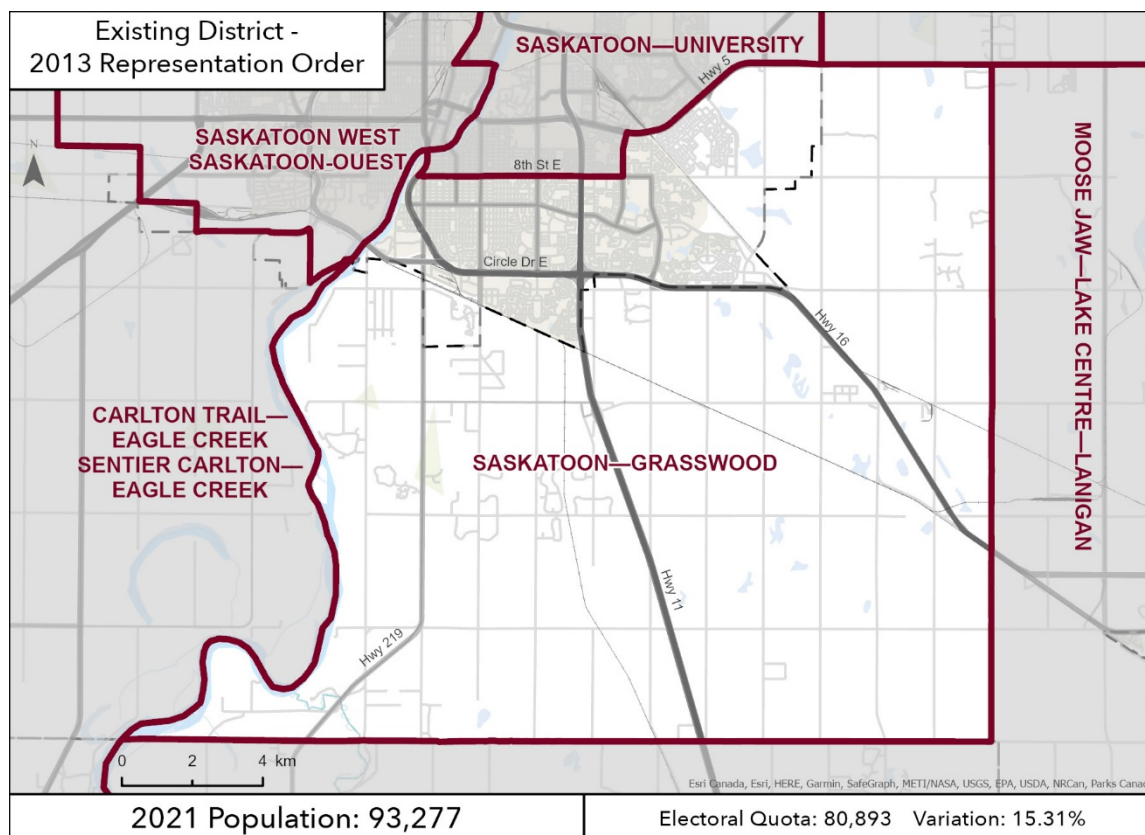 Existing District -
2013 Representation Order
SASKATOON—UNIVERSITY
Hwy 5
SASKATOON WEST
SASKATOON-OUEST
N
8th St E
MOOSE JAW—LAKE CENTRE—LANIGAN
Circle Dr E
Hwy 16
CARLTON TRAIL—
EAGLE CREEK
SENTIER CARLTON—
EAGLE CREEK
SASKATOON—GRASSWOOD
Hwy 11
Hwy 219
0 2 4 km
Esri Canada, Esri, HERE, Garmin, SafeGraph, METI/NASA, USGS, EPA, USDA, NRCan, Parks Canad
2021 Population: 93,277
Electoral Quota: 80,893 Variation: 15.31%